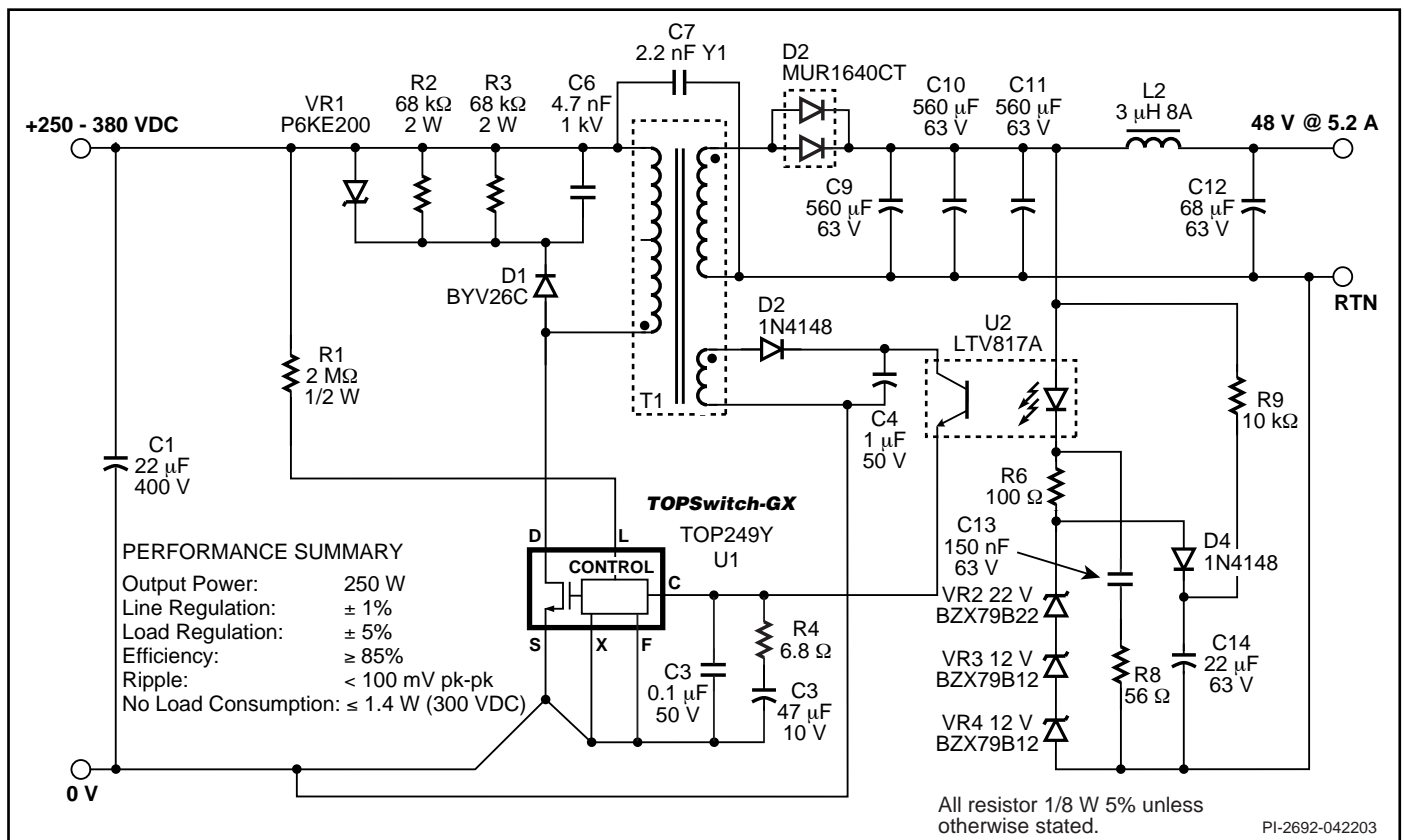 C7
2.2 nF Y1
D2
MUR1640CT
R2
68 kΩ
2 W
R3
68 kΩ
2 W
C6
4.7 nF
1 kV
VR1
P6KE200
C10
560 µF
63 V
C11
560 µF
63 V
L2
3 µH 8A
+250 - 380 VDC
48 V @ 5.2 A
C9
560 µF
63 V
C12
68 µF
63 V
D1
BYV26C
RTN
D2
1N4148
U2
LTV817A
R1
2 MΩ
1/2 W
T1
C4
1 µF
50 V
R9
10 kΩ
C1
22 µF
400 V
R6
100 Ω
TOPSwitch-GX
TOP249Y
U1
D
L
CONTROL
C
S
X
F
C13
150 nF
63 V
D4
1N4148
VR2 22 V
BZX79B22
R4
6.8 Ω
C3
0.1 µF
50 V
C3
47 µF
10 V
VR3 12 V
BZX79B12
R8
56 Ω
C14
22 µF
63 V
VR4 12 V
BZX79B12
PERFORMANCE SUMMARY
Output Power: 250 W
Line Regulation: ± 1%
Load Regulation: ± 5%
Efficiency: ≥ 85%
Ripple: < 100 mV pk-pk
No Load Consumption: ≤ 1.4 W (300 VDC)
0 V
All resistor 1/8 W 5% unless
otherwise stated.
PI-2692-042203